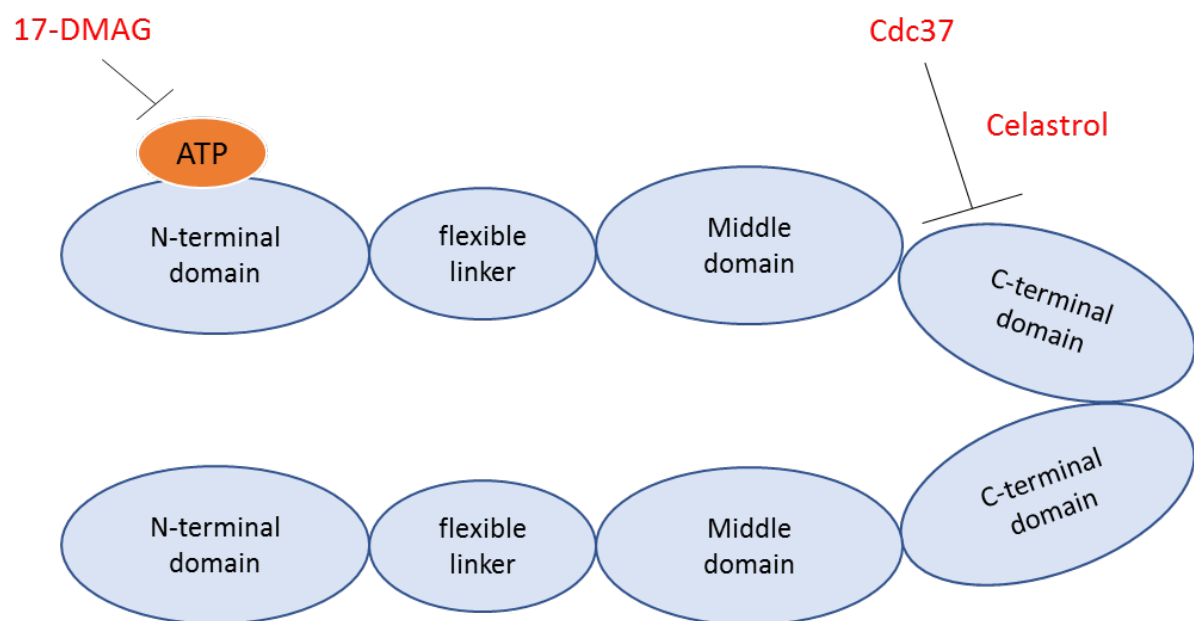 17-DMAG
Cdc37
Celastrol
ATP
N-terminal
domain
flexible
linker
Middle
domain
C-terminal
domain
N-terminal
domain
flexible
linker
Middle
domain
C-terminal
domain